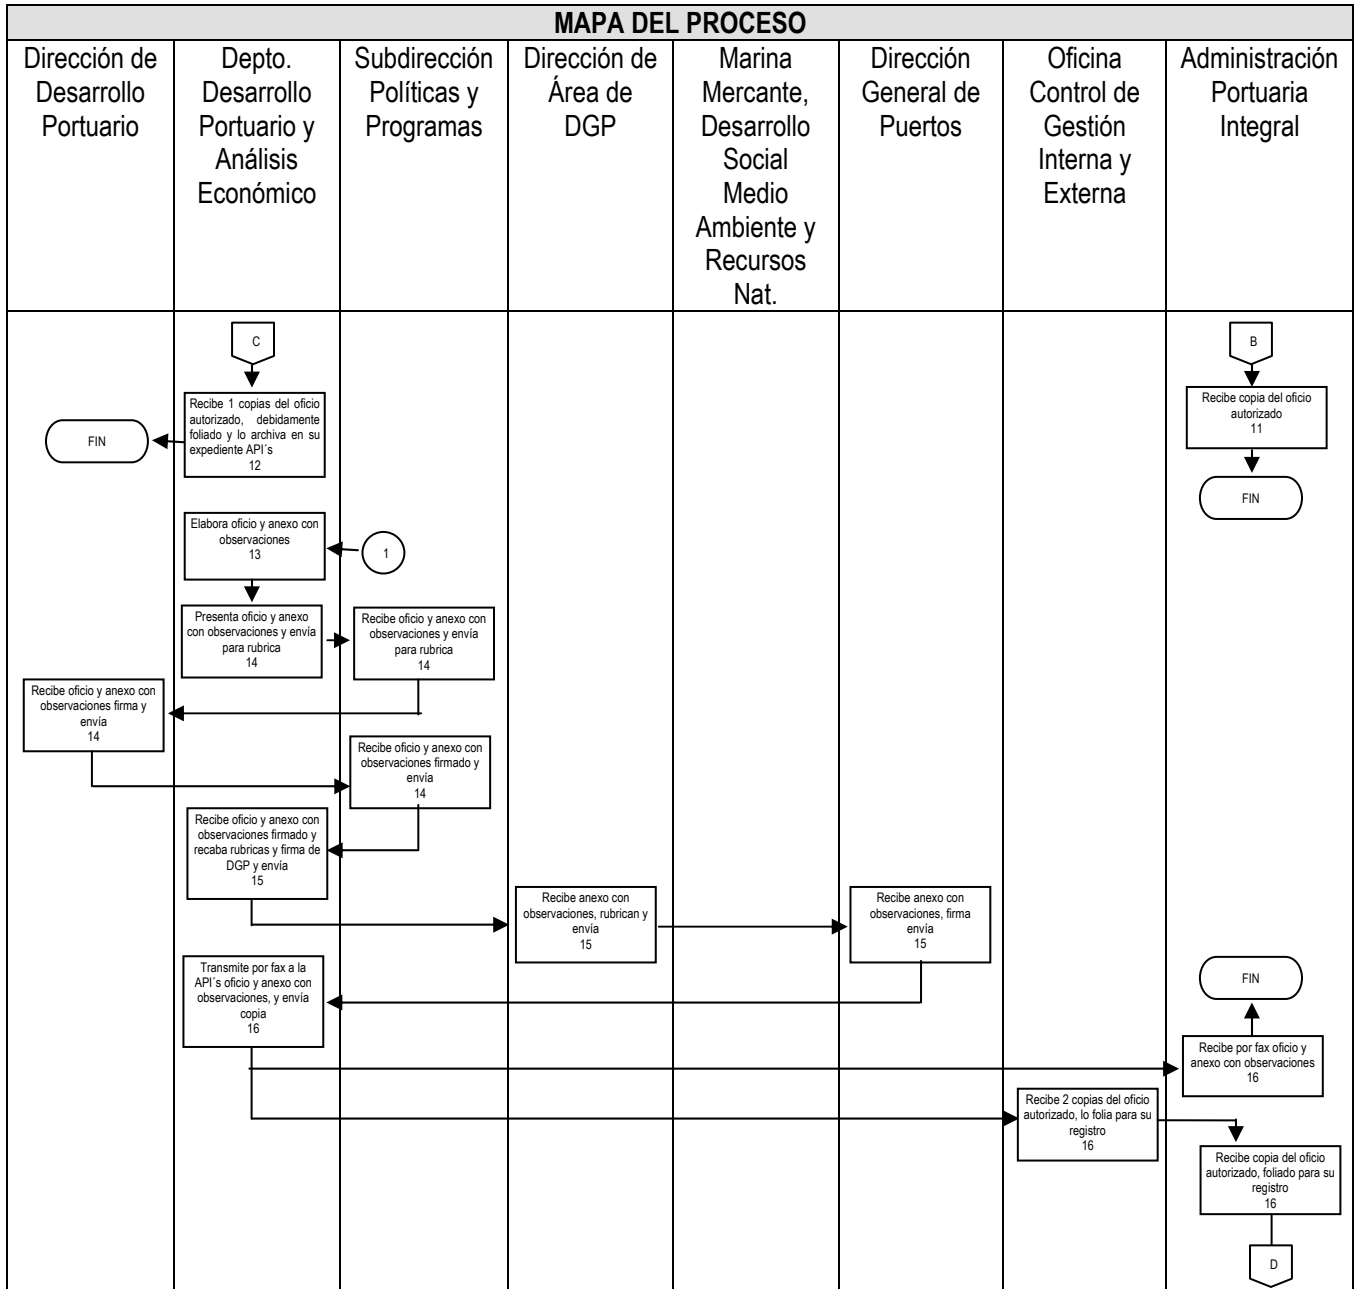 MAPA DEL PROCESO
Dirección de
Desarrollo
Portuario
Depto.
Desarrollo
Portuario y
Análisis
Económico
Subdirección
Políticas y
Programas
Dirección de
Área de
DGP
Marina
Mercante,
Desarrollo
Social
Medio
Ambiente y
Recursos
Nat.
Dirección
General de
Puertos
Oficina
Control de
Gestión
Interna y
Externa
Administración
Portuaria
Integral
C
B
Recibe 1 copias del oficio
autorizado, debidamente
foliado y lo archiva en su
expediente API´s
12
FIN
Recibe copia del oficio
autorizado
11
FIN
Elabora oficio y anexo con
observaciones
13
1
Presenta oficio y anexo
con observaciones y envía
para rubrica
14
Recibe oficio y anexo con
observaciones y envía
para rubrica
14
Recibe oficio y anexo con
observaciones firma y
envía
14
Recibe oficio y anexo con
observaciones firmado y
envía
14
Recibe oficio y anexo con
observaciones firmado y
recaba rubricas y firma de
DGP y envía
15
Recibe anexo con
observaciones, rubrican y
envía
15
Recibe anexo con
observaciones, firma
envía
15
Transmite por fax a la
API´s oficio y anexo con
observaciones, y envía
copia
16
FIN
Recibe por fax oficio y
anexo con observaciones
16
Recibe 2 copias del oficio
autorizado, lo folia para su
registro
16
Recibe copia del oficio
autorizado, foliado para su
registro
16
D